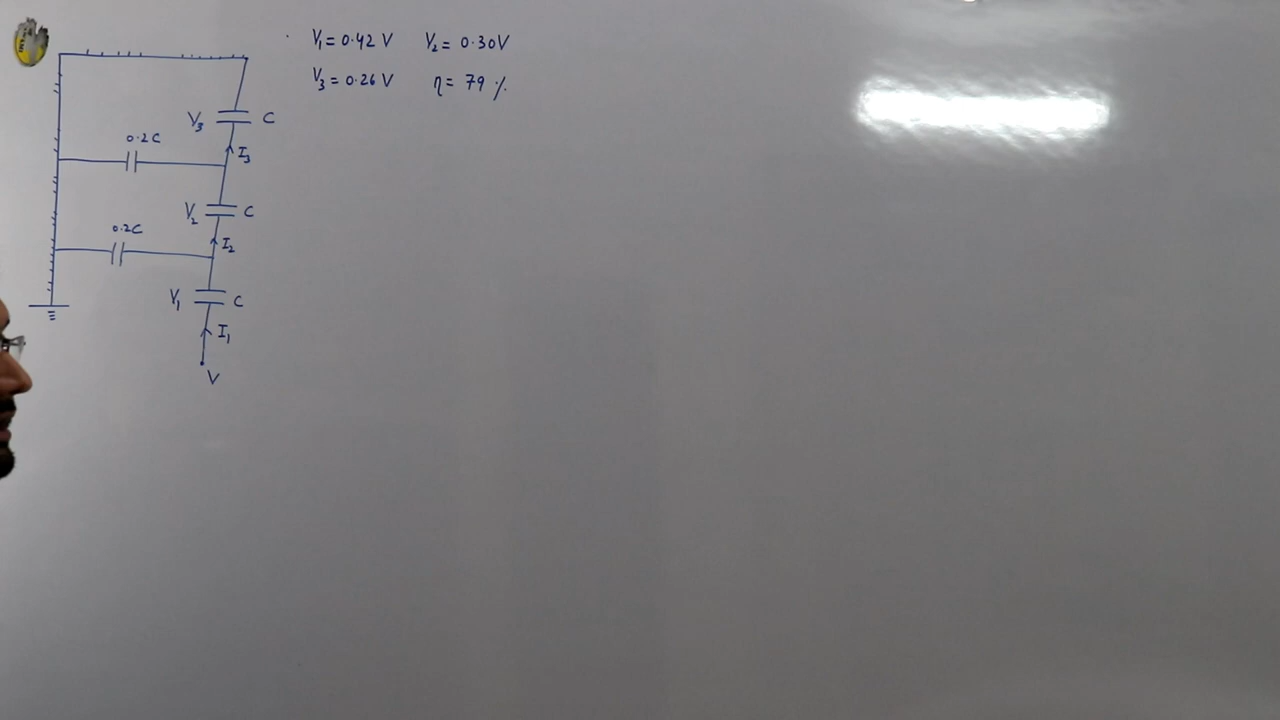 V₁ = 0.42 V V₂ = 0.30V
V₃ = 0.26 V η = 79 %.
V₃ C
0.2C
I₃
V₂ C
0.2C
I₂
V₁ C
I₁
V